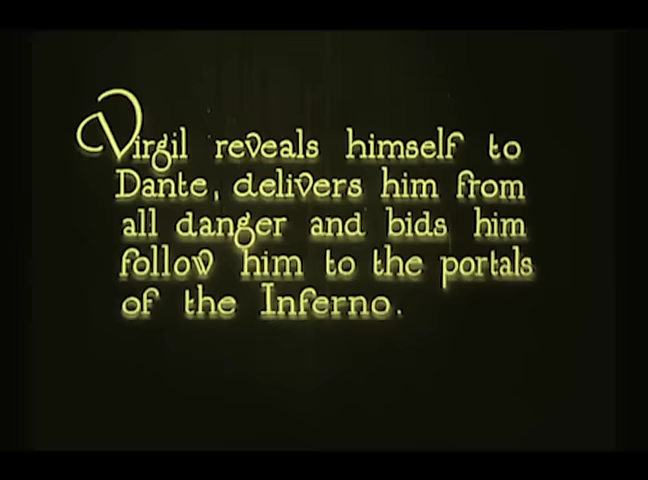 Virgil reveals himself to
Dante, delivers him from
all danger and bids him
follow him to the portals
of the Inferno.